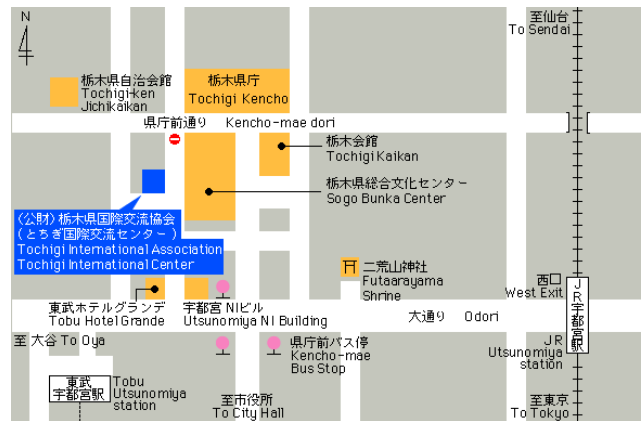 N
至仙台
To Sendai
栃木県自治会館
Tochigi-ken
Jichikaikan
栃木県庁
Tochigi Kencho
県庁前通り Kencho-mae dori
栃木会館
Tochigi Kaikan
栃木県総合文化センター
Sogo Bunka Center
(公財)栃木県国際交流協会
(とちぎ国際交流センター)
Tochigi International Association
Tochigi International Center
二荒山神社
Futaarayama
Shrine
西口
West Exit
JR宇都宮駅
東武ホテルグランデ
Tobu Hotel Grande
宇都宮 NIビル
Utsunomiya NI Building
大通り Odori
至 大谷 To Oya
県庁前バス停
Kencho-mae
Bus Stop
JR
Utsunomiya
station
東武
宇都宮駅
Tobu
Utsunomiya
station
至市役所
To City Hall
至東京
To Tokyo